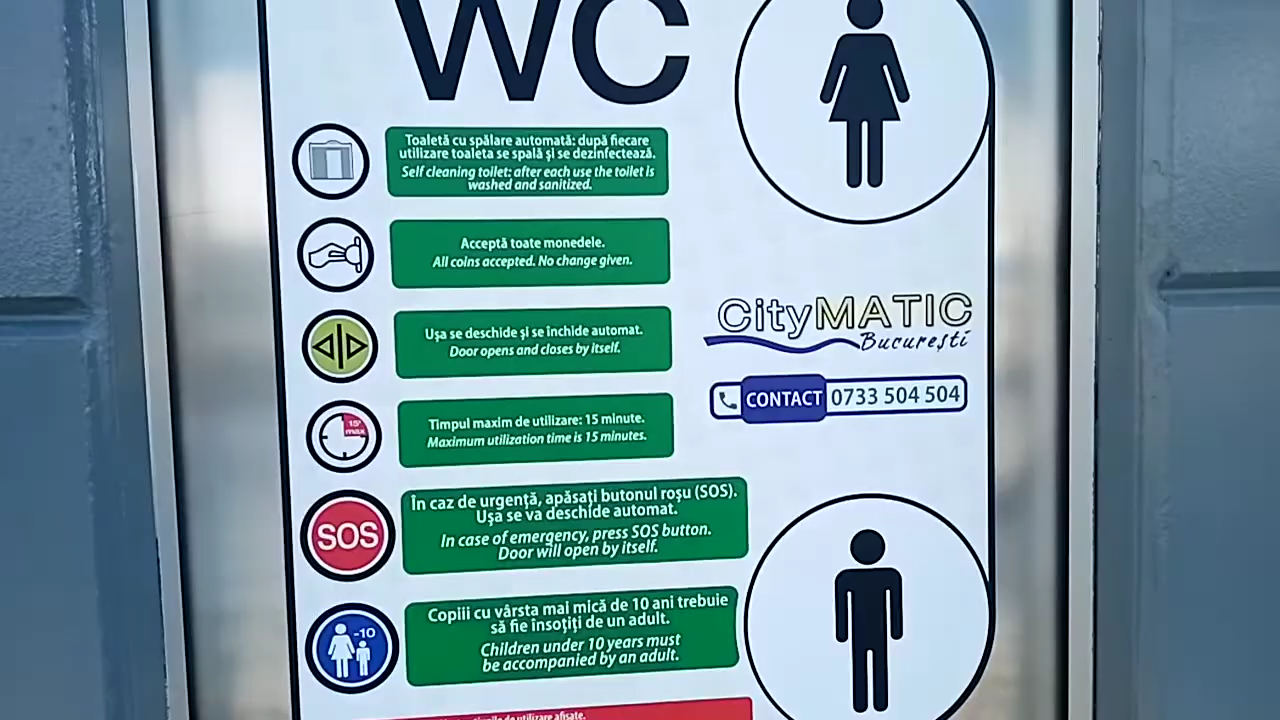 WC
Toaletă cu spălare automată: după fiecare
utilizare toaleta se spală și se dezinfectează.
Self cleaning toilet: after each use the toilet is
washed and sanitized.
Acceptă toate monedele.
All coins accepted. No change given.
Ușa se deschide și se închide automat.
Door opens and closes by itself.
15'
max
Timpul maxim de utilizare: 15 minute.
Maximum utilization time is 15 minutes.
SOS
În caz de urgență, apăsați butonul roșu (SOS).
Ușa se va deschide automat.
In case of emergency, press SOS button.
Door will open by itself.
-10
Copiii cu vârsta mai mică de 10 ani trebuie
să fie însoțiți de un adult.
Children under 10 years must
be accompanied by an adult.
de utilizare afișate.
CityMATIC
București
CONTACT 0733 504 504